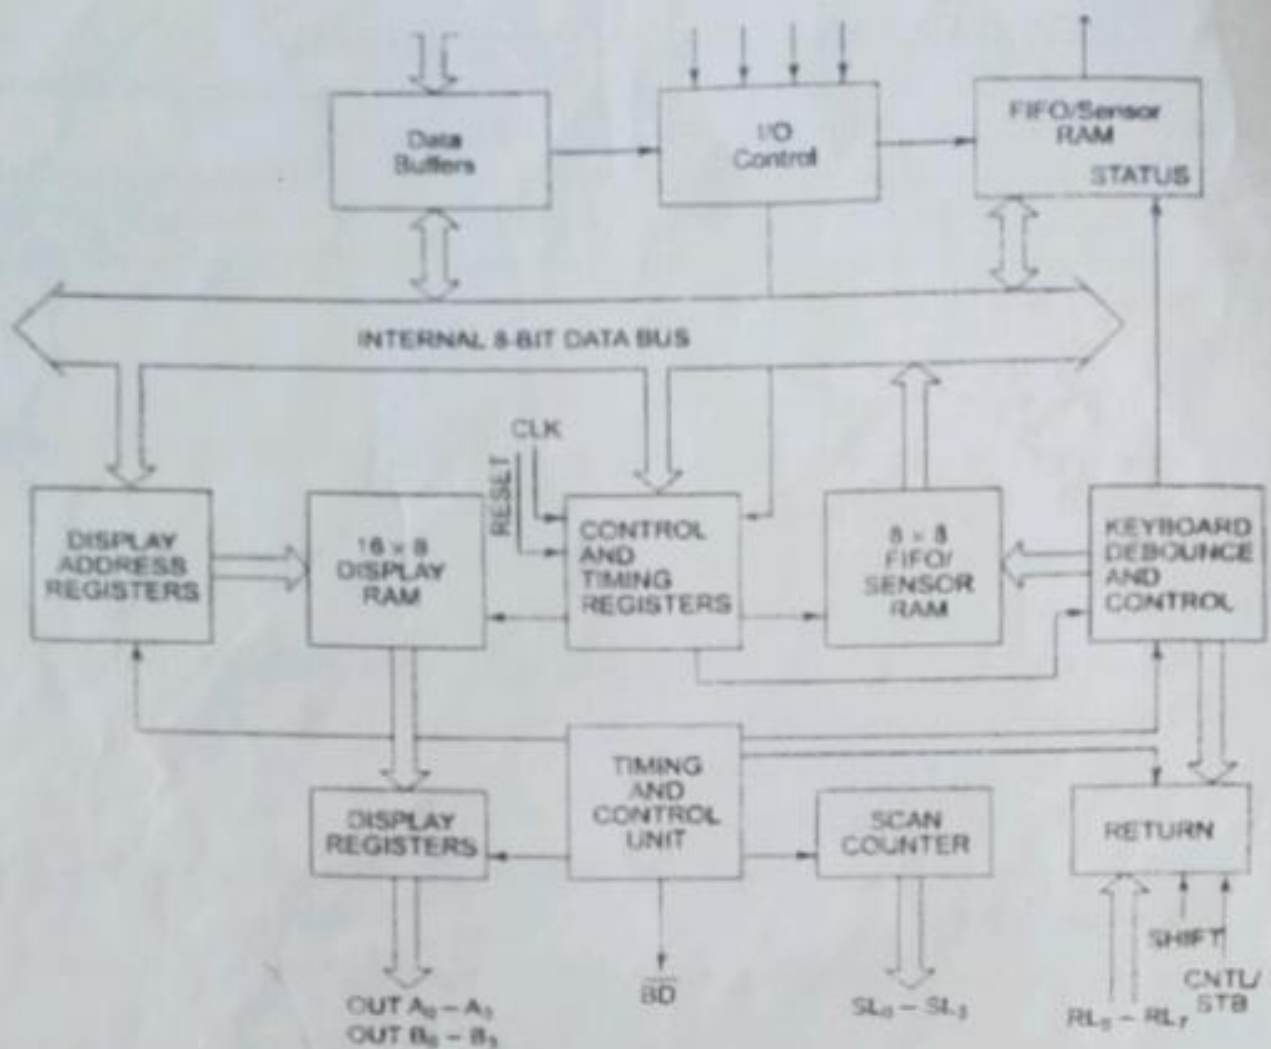 Data
Buffers
I/O
Control
FIFO/Sensor
RAM
STATUS
INTERNAL 8-BIT DATA BUS
CLK
RESET
DISPLAY
ADDRESS
REGISTERS
16 × 8
DISPLAY
RAM
CONTROL
AND
TIMING
REGISTERS
8 × 8
FIFO/
SENSOR
RAM
KEYBOARD
DEBOUNCE
AND
CONTROL
DISPLAY
REGISTERS
TIMING
AND
CONTROL
UNIT
SCAN
COUNTER
RETURN
SHIFT
CNTL/
STB
OUT A₀ – A₃
OUT B₀ – B₃
B̅D̅
SL₀ – SL₃
RL₀ – RL₇